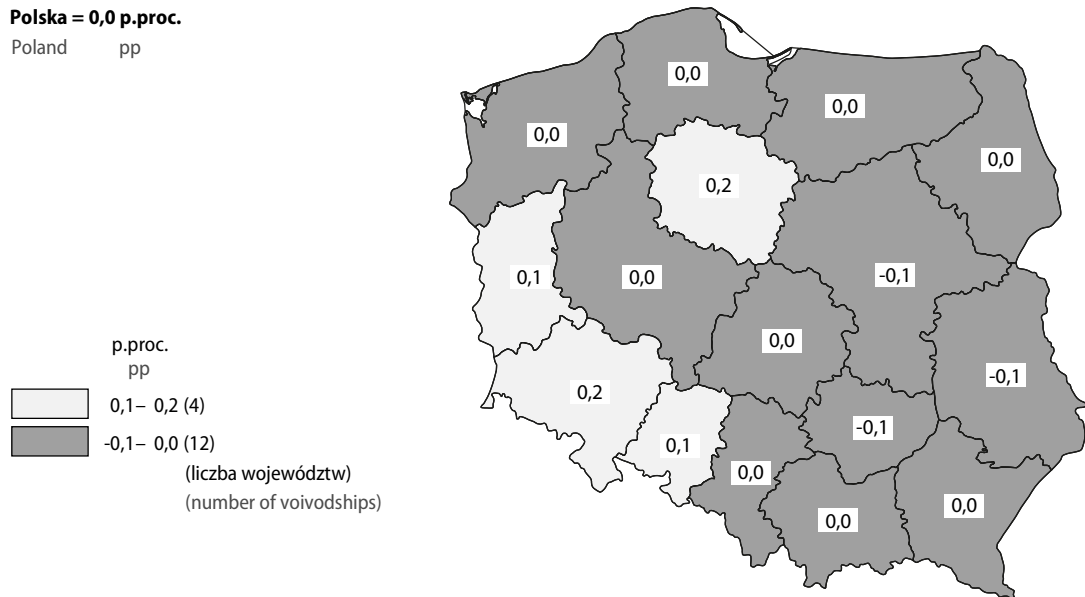 Polska = 0,0 p.proc.
Poland pp
0,0
0,0
0,0
0,0
0,2
0,1
0,0
-0,1
0,0
-0,1
0,2
-0,1
0,1
0,0
0,0
0,0
p.proc.
pp
0,1– 0,2 (4)
-0,1– 0,0 (12)
(liczba województw)
(number of voivodships)